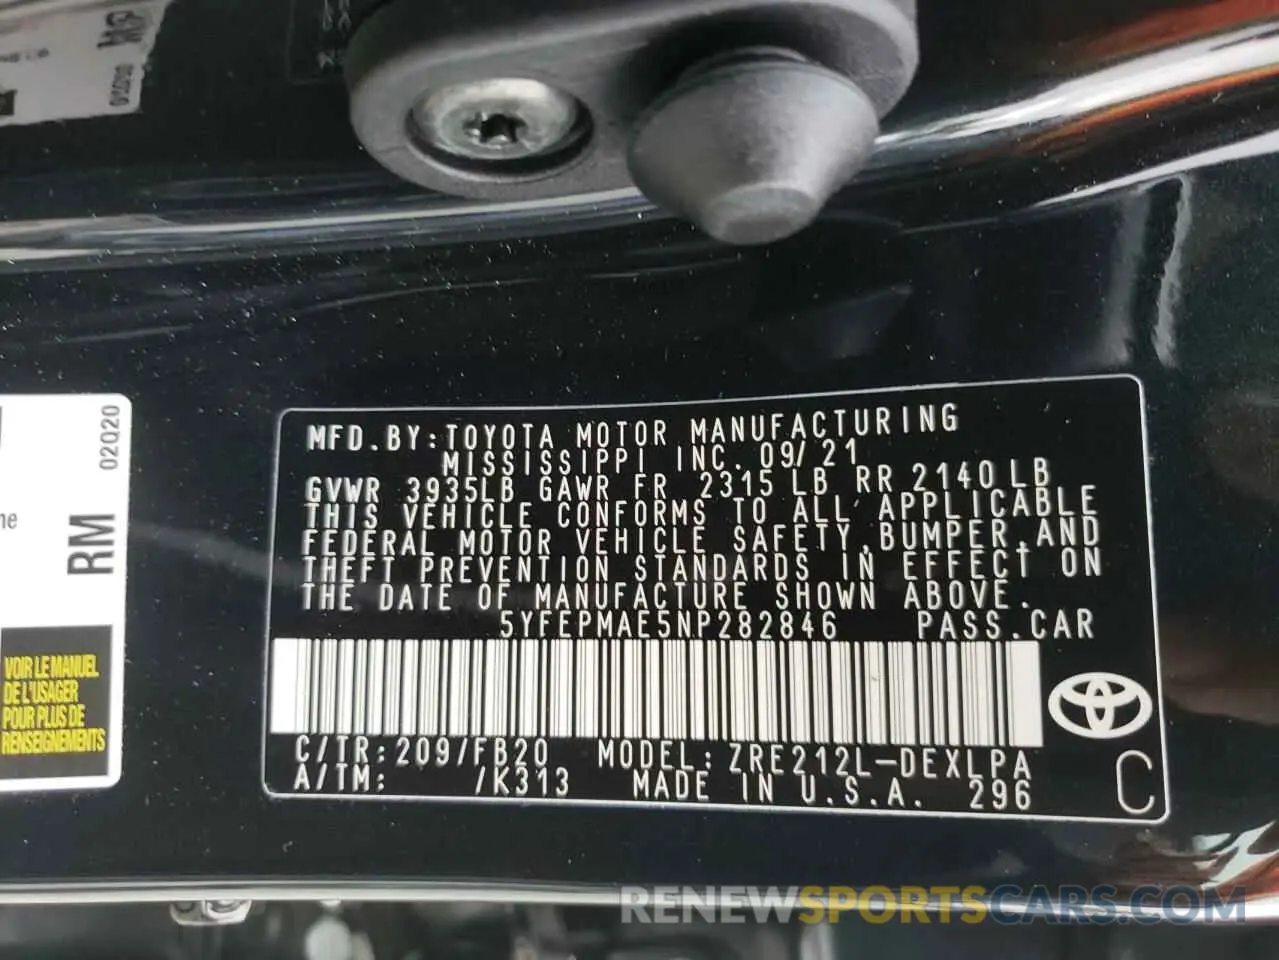 MFD.BY:TOYOTA MOTOR MANUFACTURING
MISSISSIPPI INC. 09/21
GVWR 3935LB GAWR FR 2315 LB RR 2140 LB
THIS VEHICLE CONFORMS TO ALL APPLICABLE
FEDERAL MOTOR VEHICLE SAFETY,BUMPER,AND
THEFT PREVENTION STANDARDS IN EFFECT ON
THE DATE OF MANUFACTURE SHOWN ABOVE.
5YFEPMAE5NP282846 PASS.CAR
C/TR:209/FB20 MODEL:ZRE212L-DEXLPA
A/TM: /K313 MADE IN U.S.A. 296
C
02020
RM
VOIR LE MANUEL
DE L'USAGER
POUR PLUS DE
RENSEIGNEMENTS
RENEWSPORTSCARS.COM